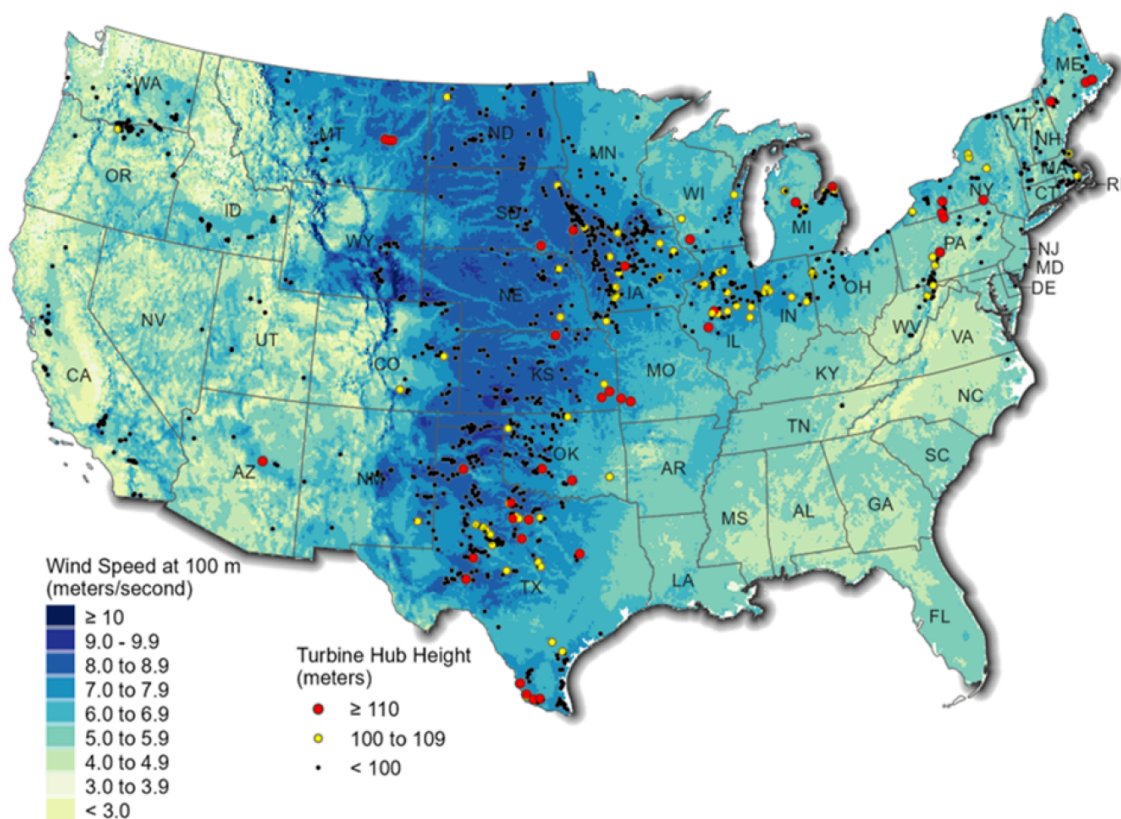 WA
MT
ND
MN
ME
VT
NH
MA
CT
RI
NY
OR
ID
WY
SD
WI
MI
PA
NJ
MD
DE
NE
IA
IL
IN
OH
WV
VA
NV
UT
CO
KS
MO
KY
CA
NC
TN
AZ
NM
OK
AR
SC
MS
AL
GA
TX
LA
FL
Wind Speed at 100 m
(meters/second)
≥ 10
9.0 - 9.9
8.0 to 8.9
7.0 to 7.9
6.0 to 6.9
5.0 to 5.9
4.0 to 4.9
3.0 to 3.9
< 3.0
Turbine Hub Height
(meters)
≥ 110
100 to 109
< 100